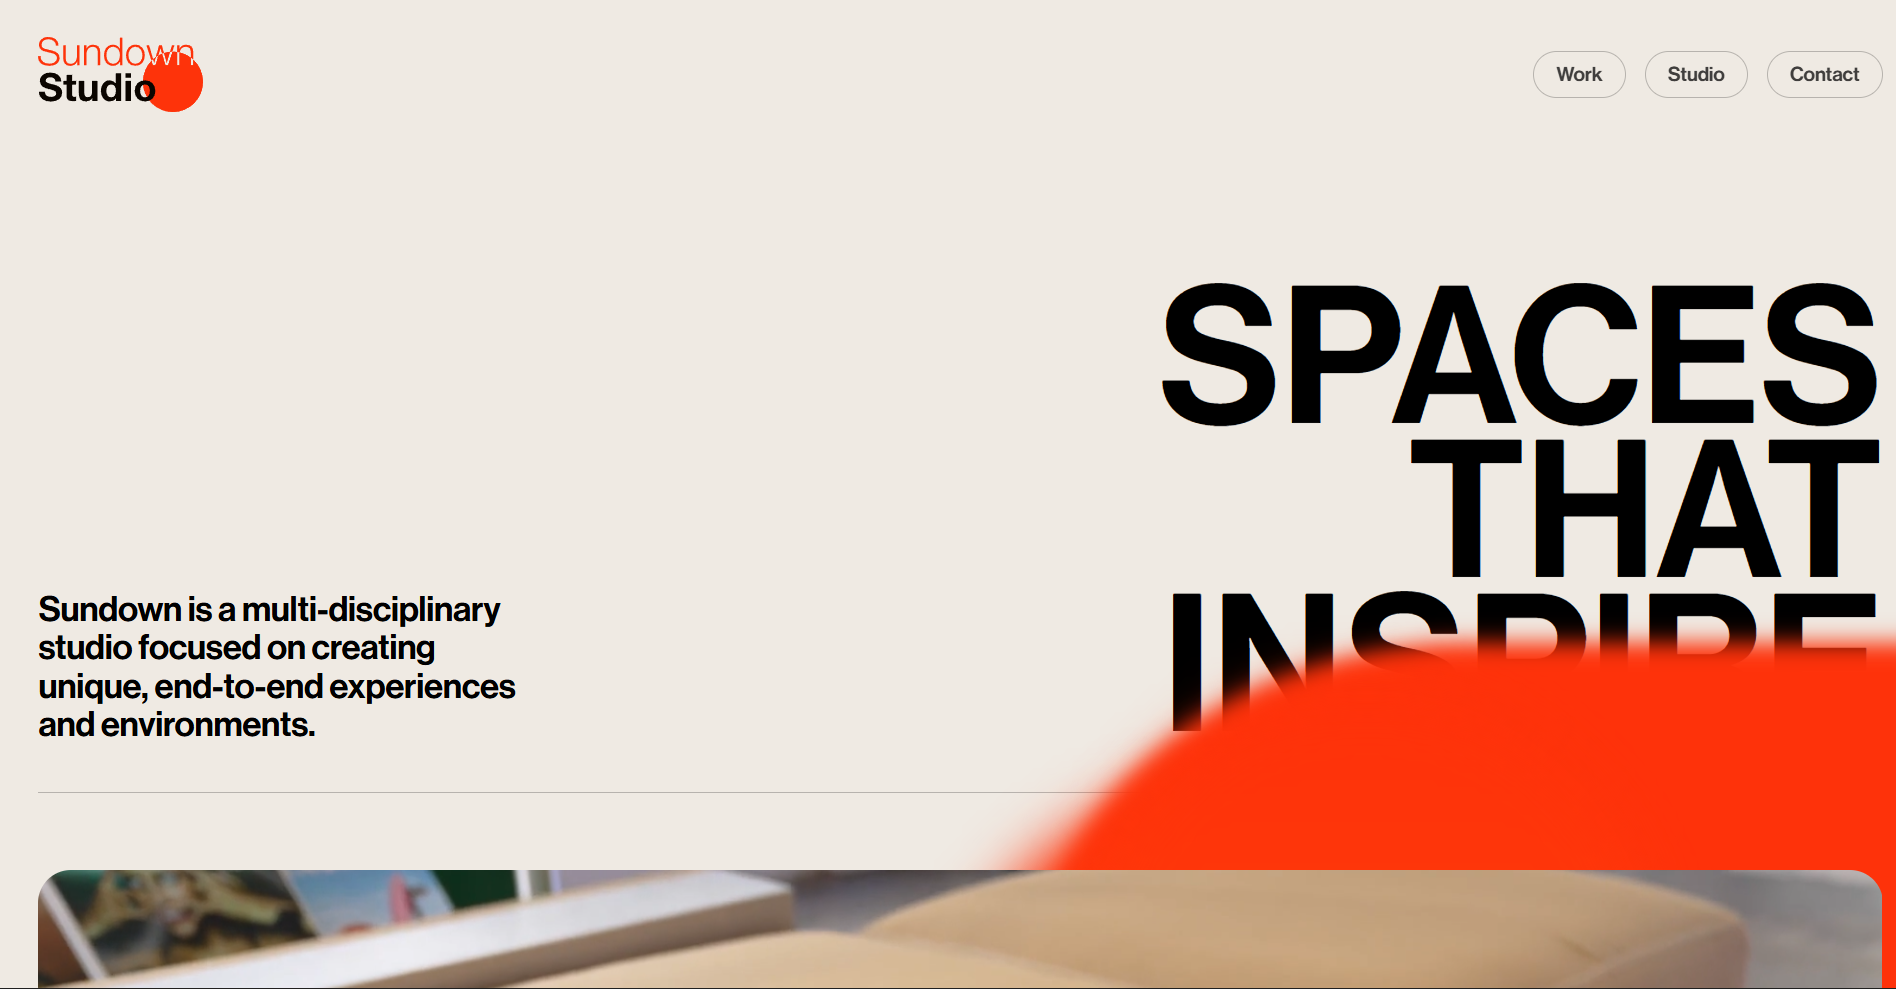 Sundown
Studio
Work
Studio
Contact
SPACES
THAT
INSPIRE
Sundown is a multi-disciplinary
studio focused on creating
unique, end-to-end experiences
and environments.